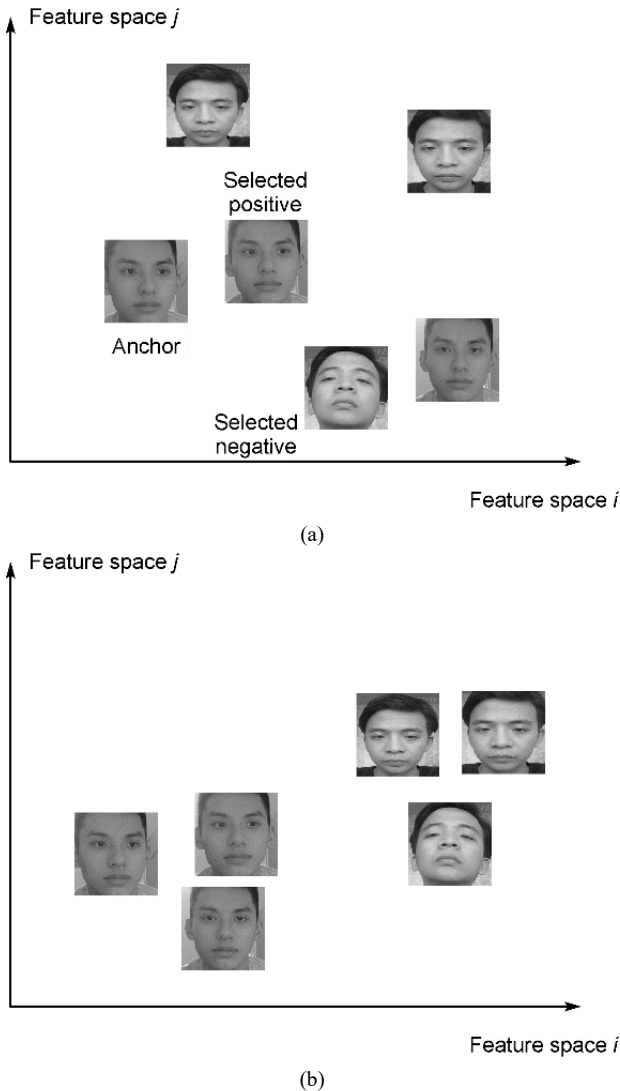 Feature space j
Selected
positive
Anchor
Selected
negative
Feature space i
(a)
Feature space j
Feature space i
(b)